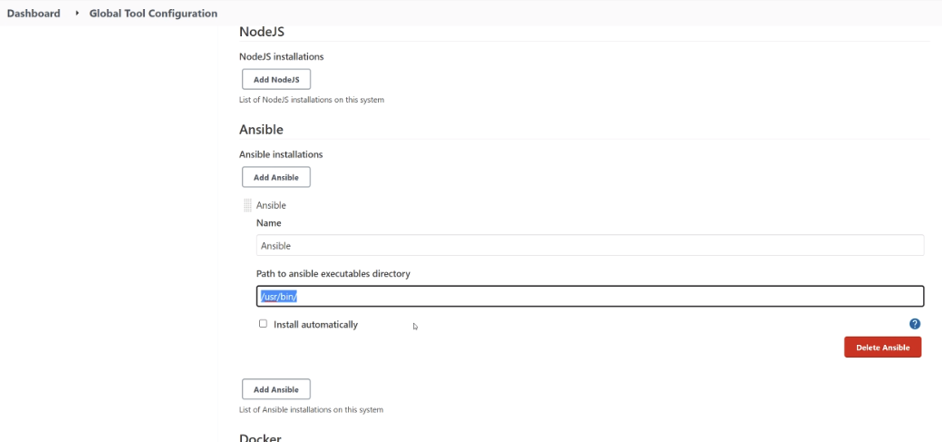 Dashboard ▸ Global Tool Configuration
NodeJS
NodeJS installations
Add NodeJS
List of NodeJS installations on this system
Ansible
Ansible installations
Add Ansible
Ansible
Name
Ansible
Path to ansible executables directory
/usr/bin/
Install automatically
?
Delete Ansible
Add Ansible
List of Ansible installations on this system
Docker